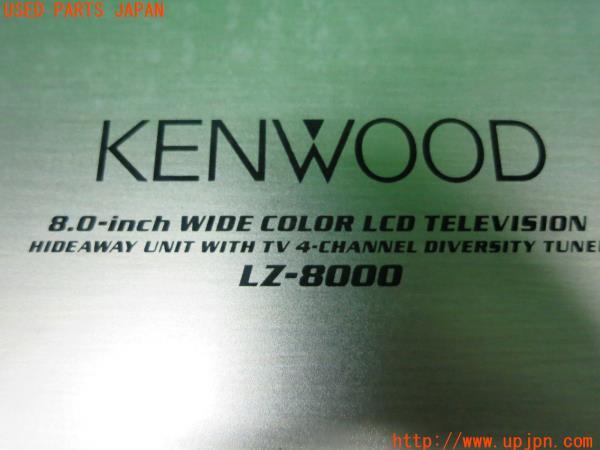 USED PARTS JAPAN
KENWOOD
8.0-inch WIDE COLOR LCD TELEVISION
HIDEAWAY UNIT WITH TV 4-CHANNEL DIVERSITY TUNE
LZ-8000
http://www.upjpn.com/